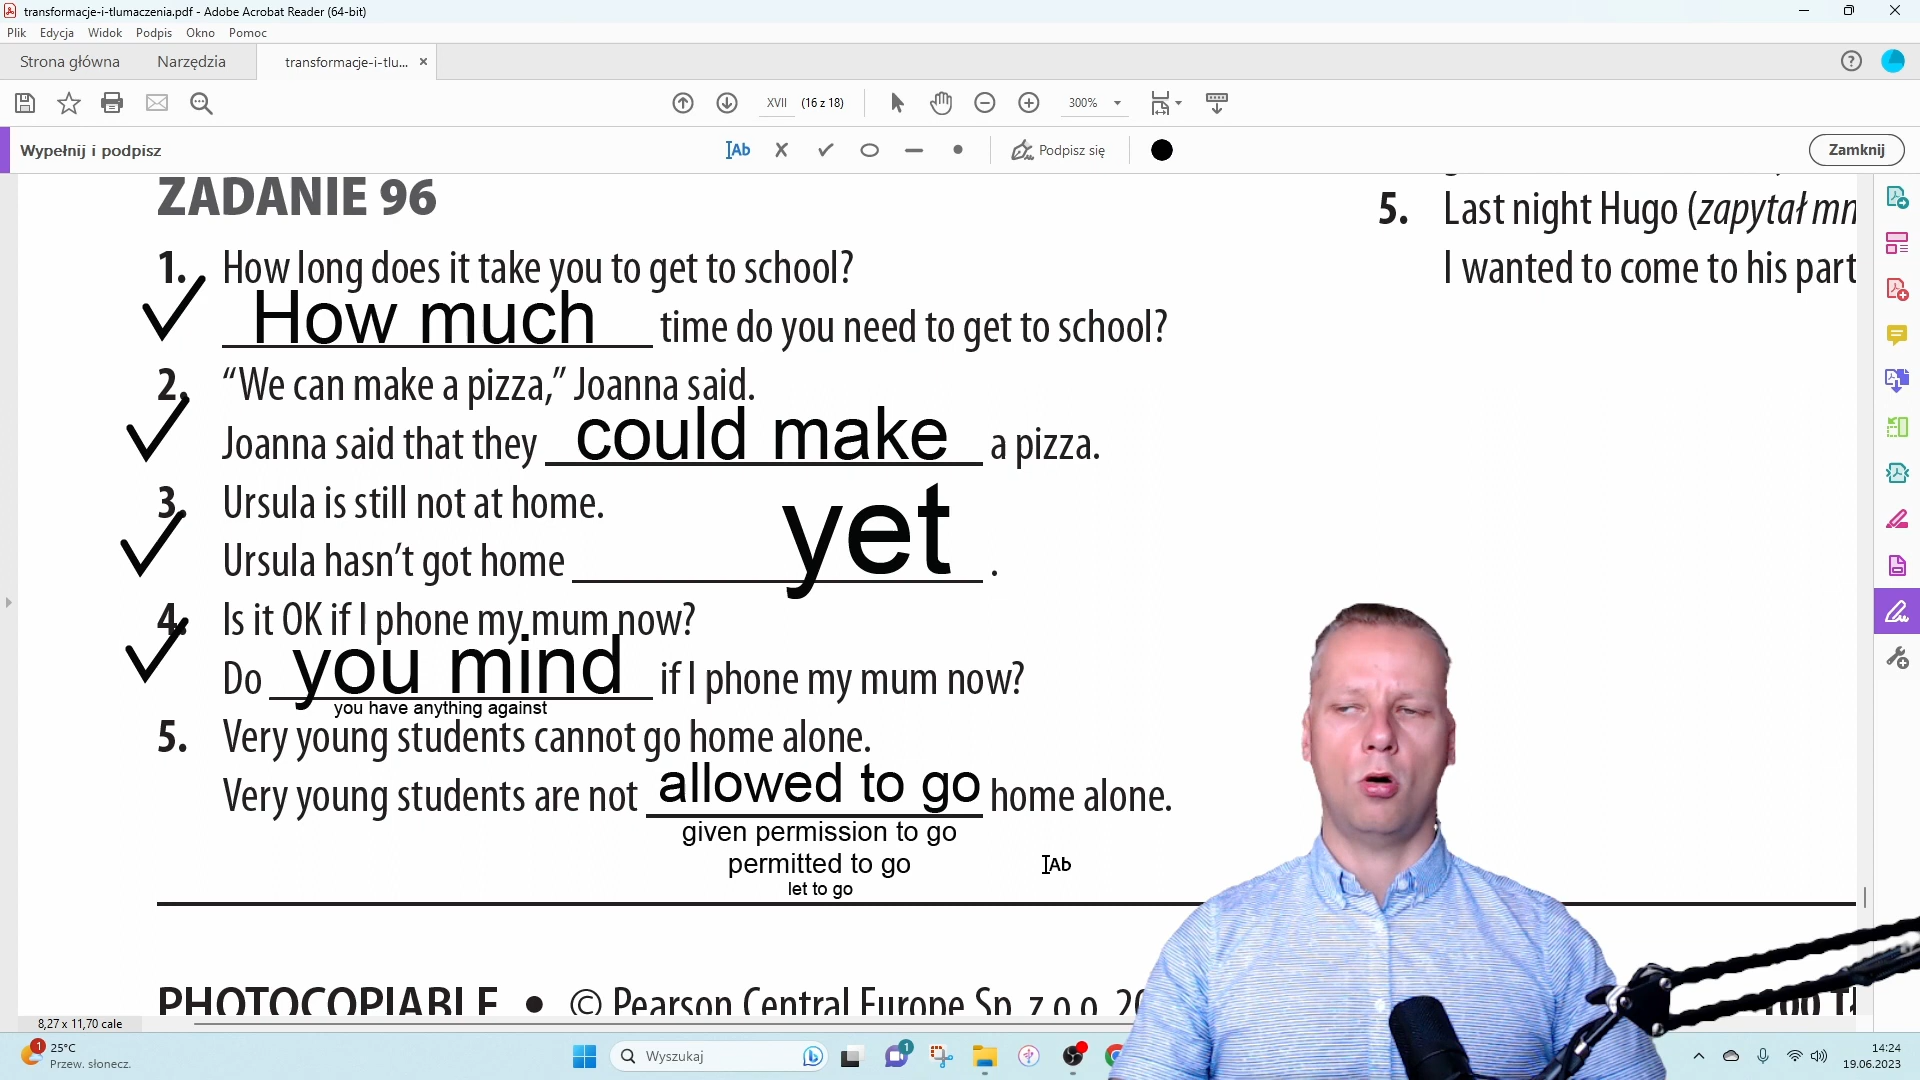 transformacje-i-tlumaczenia.pdf - Adobe Acrobat Reader (64-bit)
Plik Edycja Widok Podpis Okno Pomoc
Strona główna Narzędzia transformacje-i-tlu... ×
XVII (16 z 18) 300%
Wypełnij i podpisz Ab Podpisz się Zamknij
ZADANIE 96
1. How long does it take you to get to school?
How much time do you need to get to school?
2. “We can make a pizza,” Joanna said.
Joanna said that they could make a pizza.
3. Ursula is still not at home.
Ursula hasn’t got home yet .
4. Is it OK if I phone my mum now?
Do you mind if I phone my mum now?
you have anything against
5. Very young students cannot go home alone.
Very young students are not allowed to go home alone.
given permission to go
permitted to go
Ab
let to go
5. Last night Hugo (zapytał mn
I wanted to come to his part
PHOTOCOPIABLE • © Pearson Central Europe Sp. z o.o. 20
8,27 x 11,70 cale
1
25°C
Przew. słonecz.
Wyszukaj
1
14:24
19.06.2023